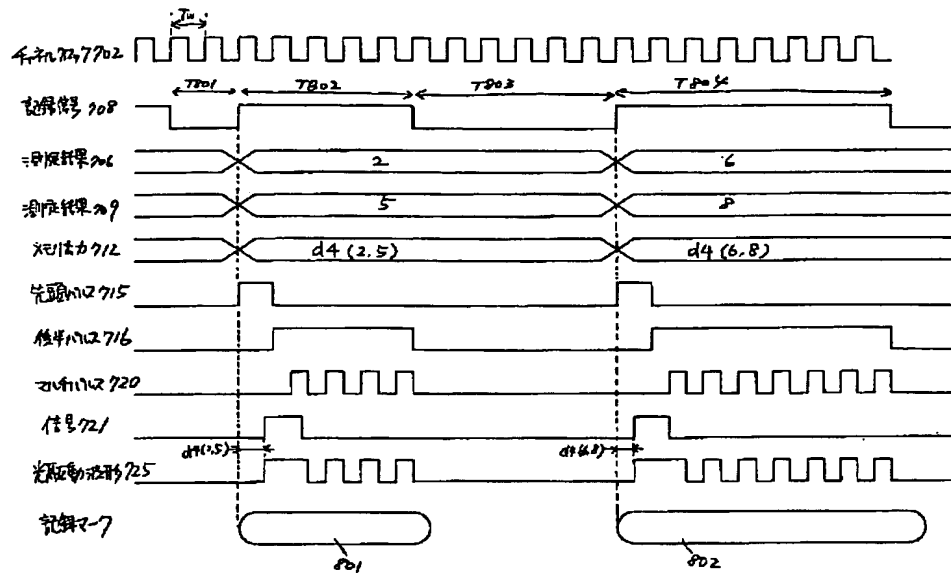 Tw
チャネルクロック702
T801 T802 T803 T804
記録信号708
測定結果706 2 6
測定結果709 5 8
メモリ出力712 d4(2,5) d4(6,8)
先頭パルス715
後半パルス716
マルチパルス720
信号721
d4(2,5) d4(6,8)
光駆動波形725
記録マーク
801 802